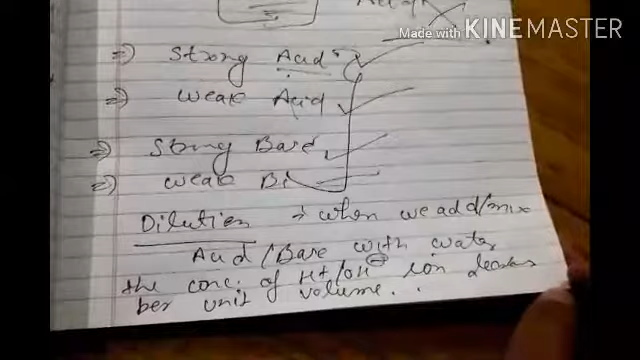 Acid
Made with KINEMASTER
⇒ Strong Acid
⇒ Weak Acid
⇒ Strong Base
⇒ Weak B
Dilution → When we add/mix
Acid/Base with water
the conc. of H+/OH⊖ ion
per unit volume.